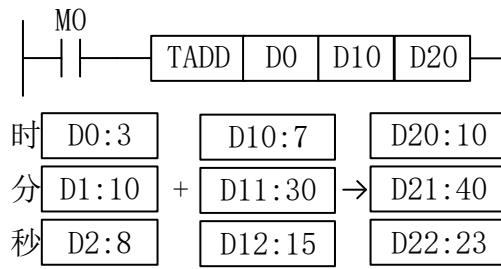 M0
TADD D0 D10 D20
时 D0:3 D10:7 D20:10
分 D1:10 + D11:30 → D21:40
秒 D2:8 D12:15 D22:23